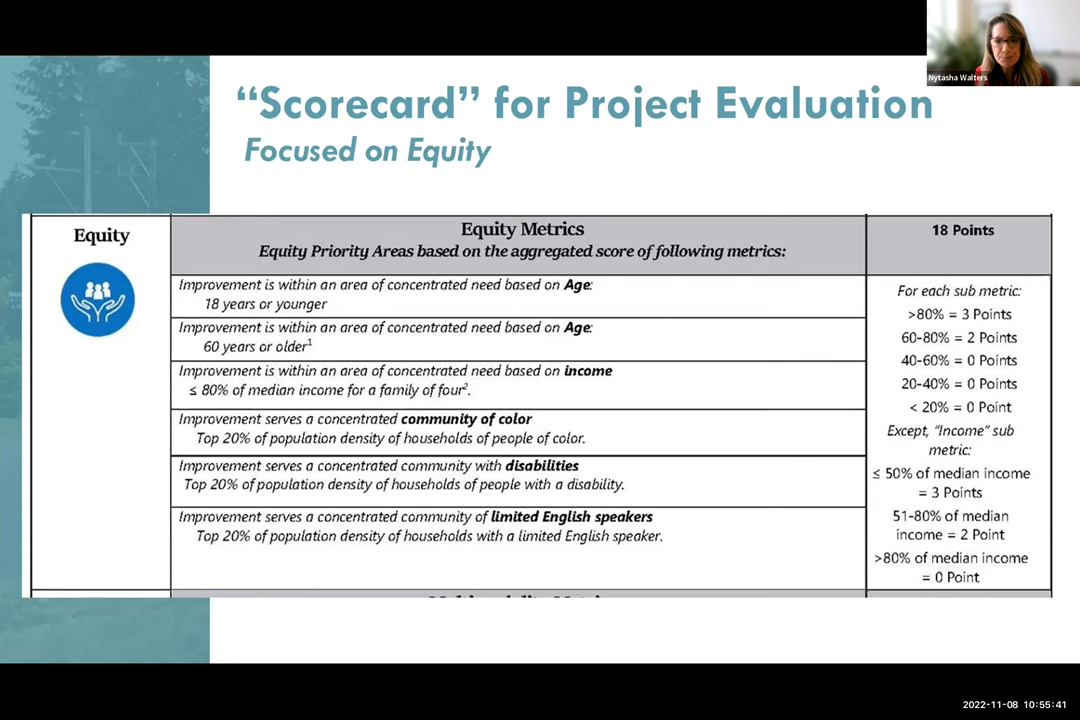 Nytasha Walters
“Scorecard” for Project Evaluation
Focused on Equity
Equity
Equity Metrics
Equity Priority Areas based on the aggregated score of following metrics:
18 Points
Improvement is within an area of concentrated need based on Age:
18 years or younger
Improvement is within an area of concentrated need based on Age:
60 years or older¹
Improvement is within an area of concentrated need based on income
≤ 80% of median income for a family of four².
Improvement serves a concentrated community of color
Top 20% of population density of households of people of color.
Improvement serves a concentrated community with disabilities
Top 20% of population density of households of people with a disability.
Improvement serves a concentrated community of limited English speakers
Top 20% of population density of households with a limited English speaker.
For each sub metric:
>80% = 3 Points
60-80% = 2 Points
40-60% = 0 Points
20-40% = 0 Points
< 20% = 0 Point
Except, “Income” sub
metric:
≤ 50% of median income
= 3 Points
51-80% of median
income = 2 Point
>80% of median income
= 0 Point
2022-11-08 10:55:41